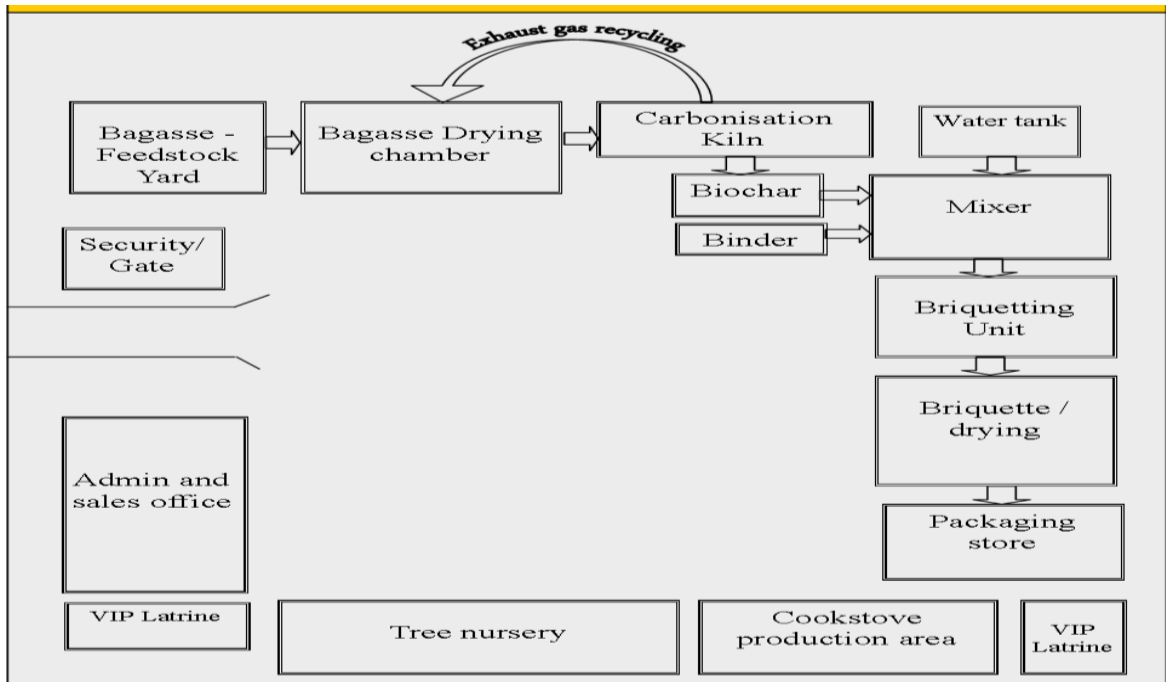 Exhaust gas recycling
Bagasse -
Feedstock
Yard
Bagasse Drying
chamber
Carbonisation
Kiln
Water tank
Biochar
Mixer
Binder
Security/
Gate
Briquetting
Unit
Briquette /
drying
Admin and
sales office
Packaging
store
VIP Latrine
Tree nursery
Cookstove
production area
VIP
Latrine